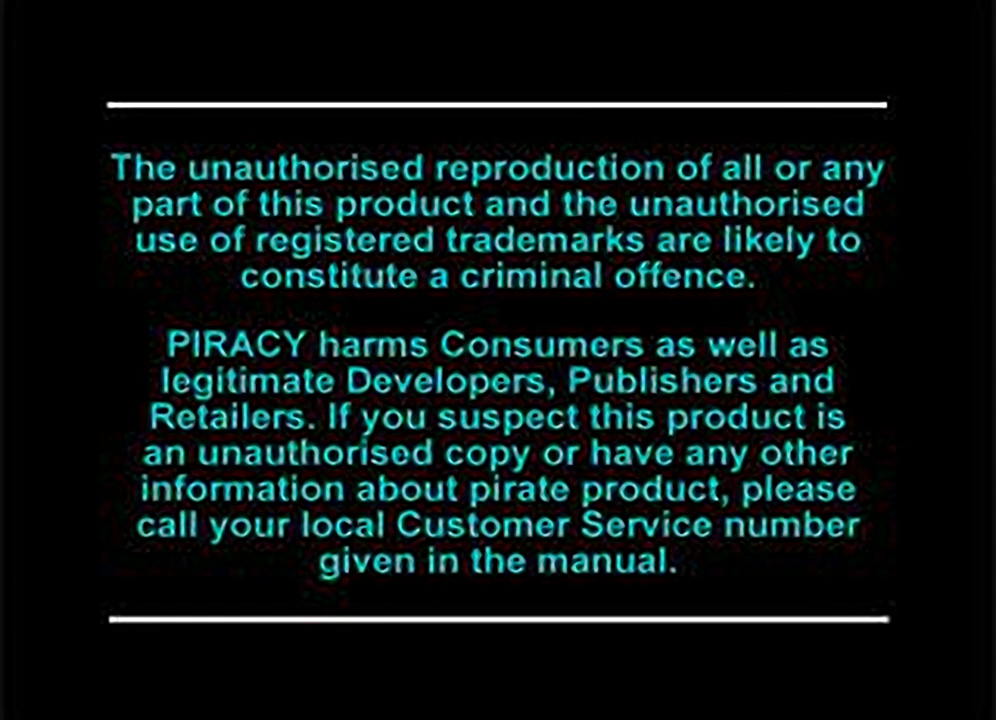 The unauthorised reproduction of all or any
part of this product and the unauthorised
use of registered trademarks are likely to
constitute a criminal offence.
PIRACY harms Consumers as well as
legitimate Developers, Publishers and
Retailers. If you suspect this product is
an unauthorised copy or have any other
information about pirate product, please
call your local Customer Service number
given in the manual.